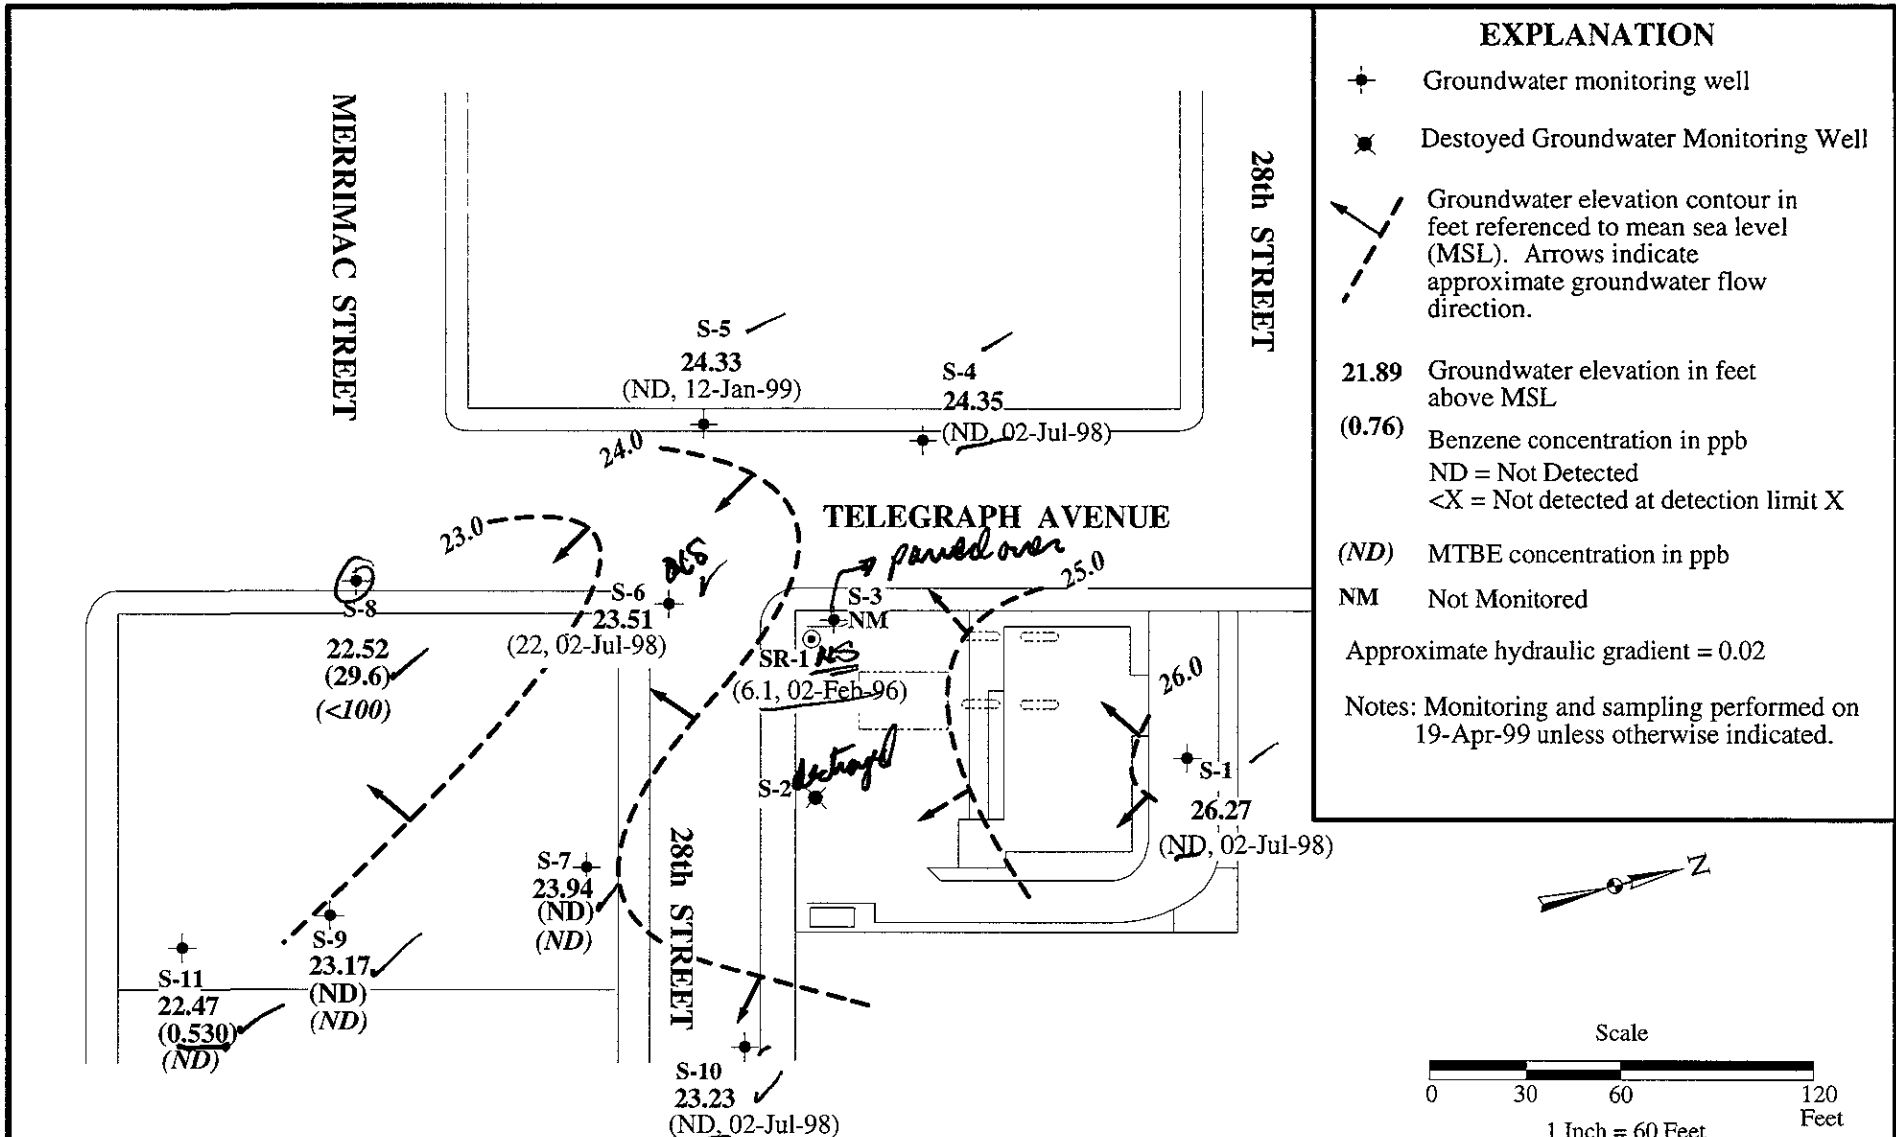 EXPLANATION
Groundwater monitoring well
Destoyed Groundwater Monitoring Well
Groundwater elevation contour in
feet referenced to mean sea level
(MSL). Arrows indicate
approximate groundwater flow
direction.
21.89 Groundwater elevation in feet
above MSL
(0.76) Benzene concentration in ppb
ND = Not Detected
<X = Not detected at detection limit X
(ND) MTBE concentration in ppb
NM Not Monitored
Approximate hydraulic gradient = 0.02
Notes: Monitoring and sampling performed on
19-Apr-99 unless otherwise indicated.
MERRIMAC STREET
28th STREET
S-5
24.33
(ND, 12-Jan-99)
S-4
24.35
(ND, 02-Jul-98)
24.0
23.0
TELEGRAPH AVENUE
paved over
25.0
S-8
22.52
(29.6)
(<100)
S-6
23.51
(22, 02-Jul-98)
S-3
NM
SR-1 NS
(6.1, 02-Feb-96)
26.0
S-2 destroyed
S-1
26.27
(ND, 02-Jul-98)
S-7
23.94
(ND)
(ND)
28th STREET
S-9
23.17
(ND)
(ND)
S-11
22.47
(0.530)
(ND)
S-10
23.23
(ND, 02-Jul-98)
N
Scale
0 30 60 120
Feet
1 Inch = 60 Feet